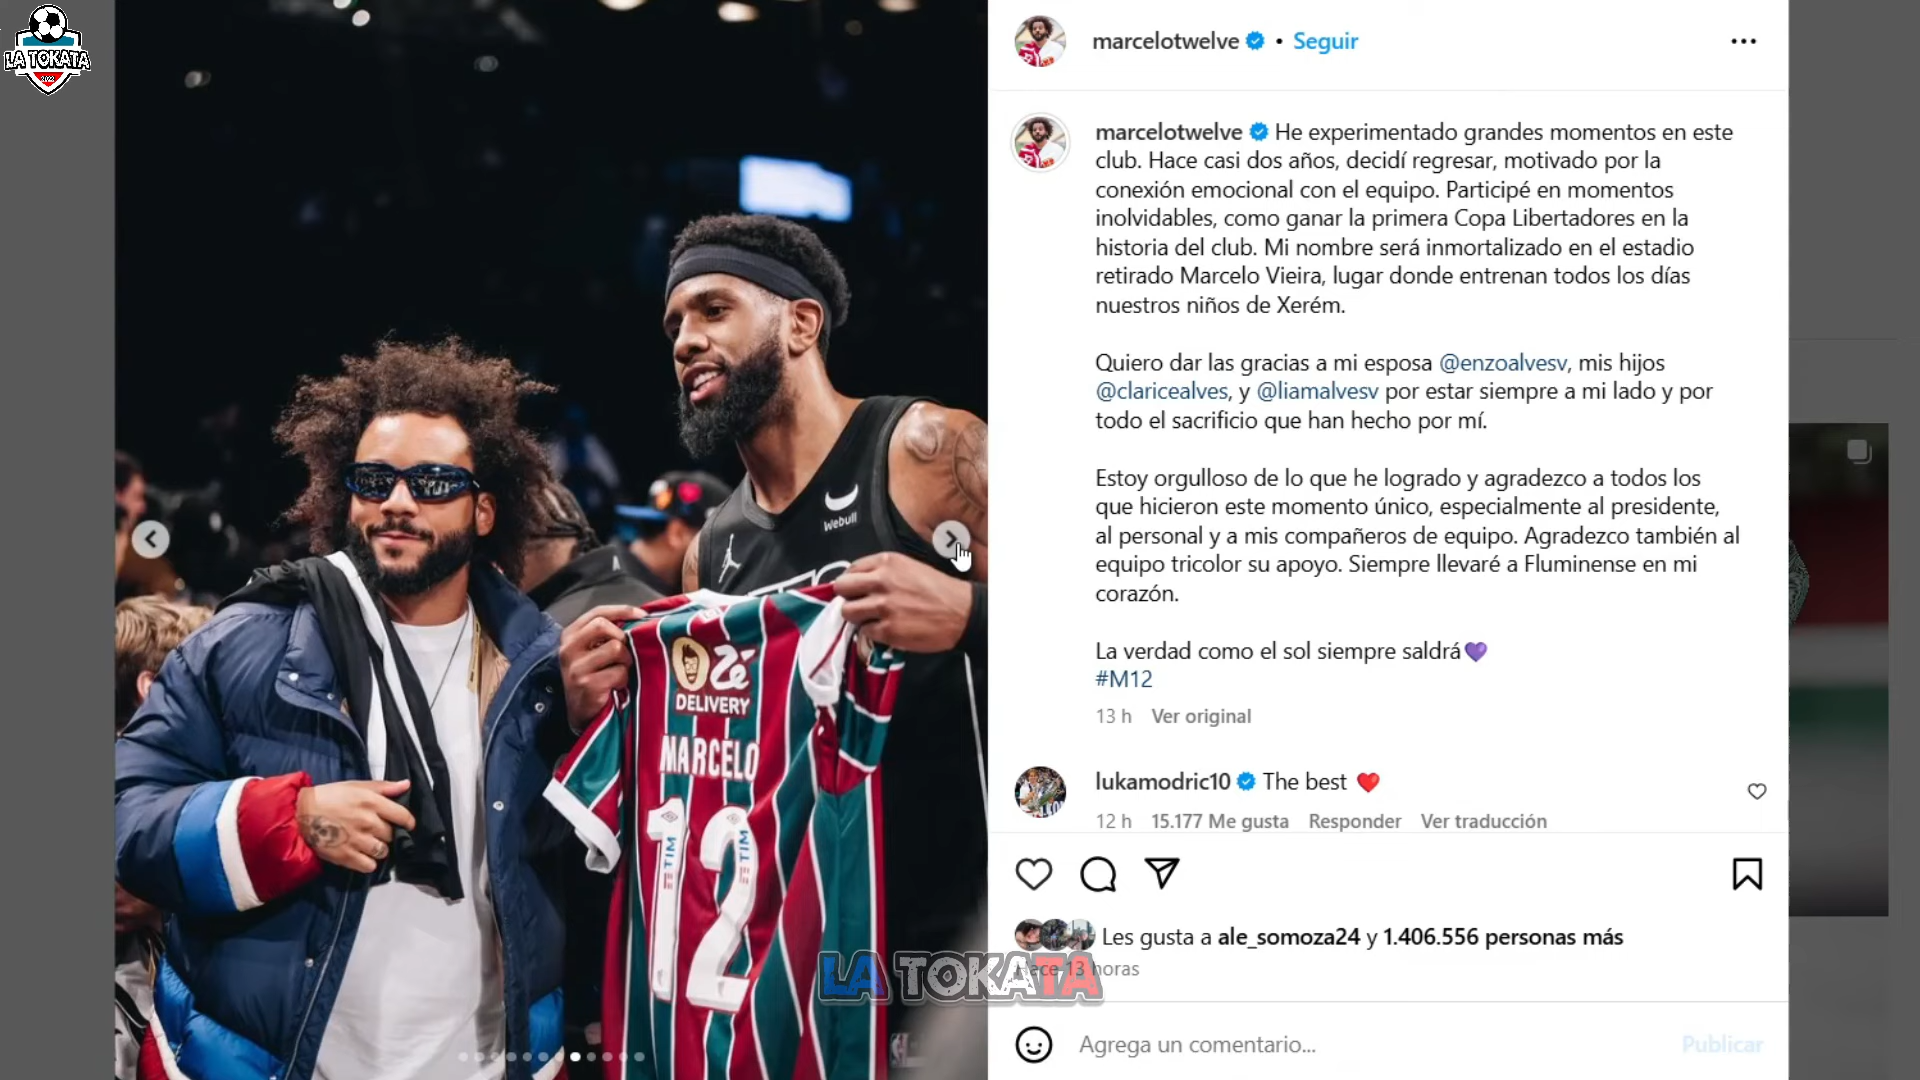 LA TOKATA
2022
marcelotwelve • Seguir
marcelotwelve He experimentado grandes momentos en este
club. Hace casi dos años, decidí regresar, motivado por la
conexión emocional con el equipo. Participé en momentos
inolvidables, como ganar la primera Copa Libertadores en la
historia del club. Mi nombre será inmortalizado en el estadio
retirado Marcelo Vieira, lugar donde entrenan todos los días
nuestros niños de Xerém.
Quiero dar las gracias a mi esposa @enzoalvesv, mis hijos
@claricealves, y @liamalvesv por estar siempre a mi lado y por
todo el sacrificio que han hecho por mí.
Estoy orgulloso de lo que he logrado y agradezco a todos los
que hicieron este momento único, especialmente al presidente,
al personal y a mis compañeros de equipo. Agradezco también al
equipo tricolor su apoyo. Siempre llevaré a Fluminense en mi
corazón.
La verdad como el sol siempre saldrá💜
#M12
13 h Ver original
lukamodric10 The best ❤️
12 h 15.177 Me gusta Responder Ver traducción
Les gusta a ale_somoza24 y 1.406.556 personas más
Hace 13 horas
LA TOKATA
Agrega un comentario...
Publicar
Webull
Zé
DELIVERY
MARCELO
12
TIM
TIM